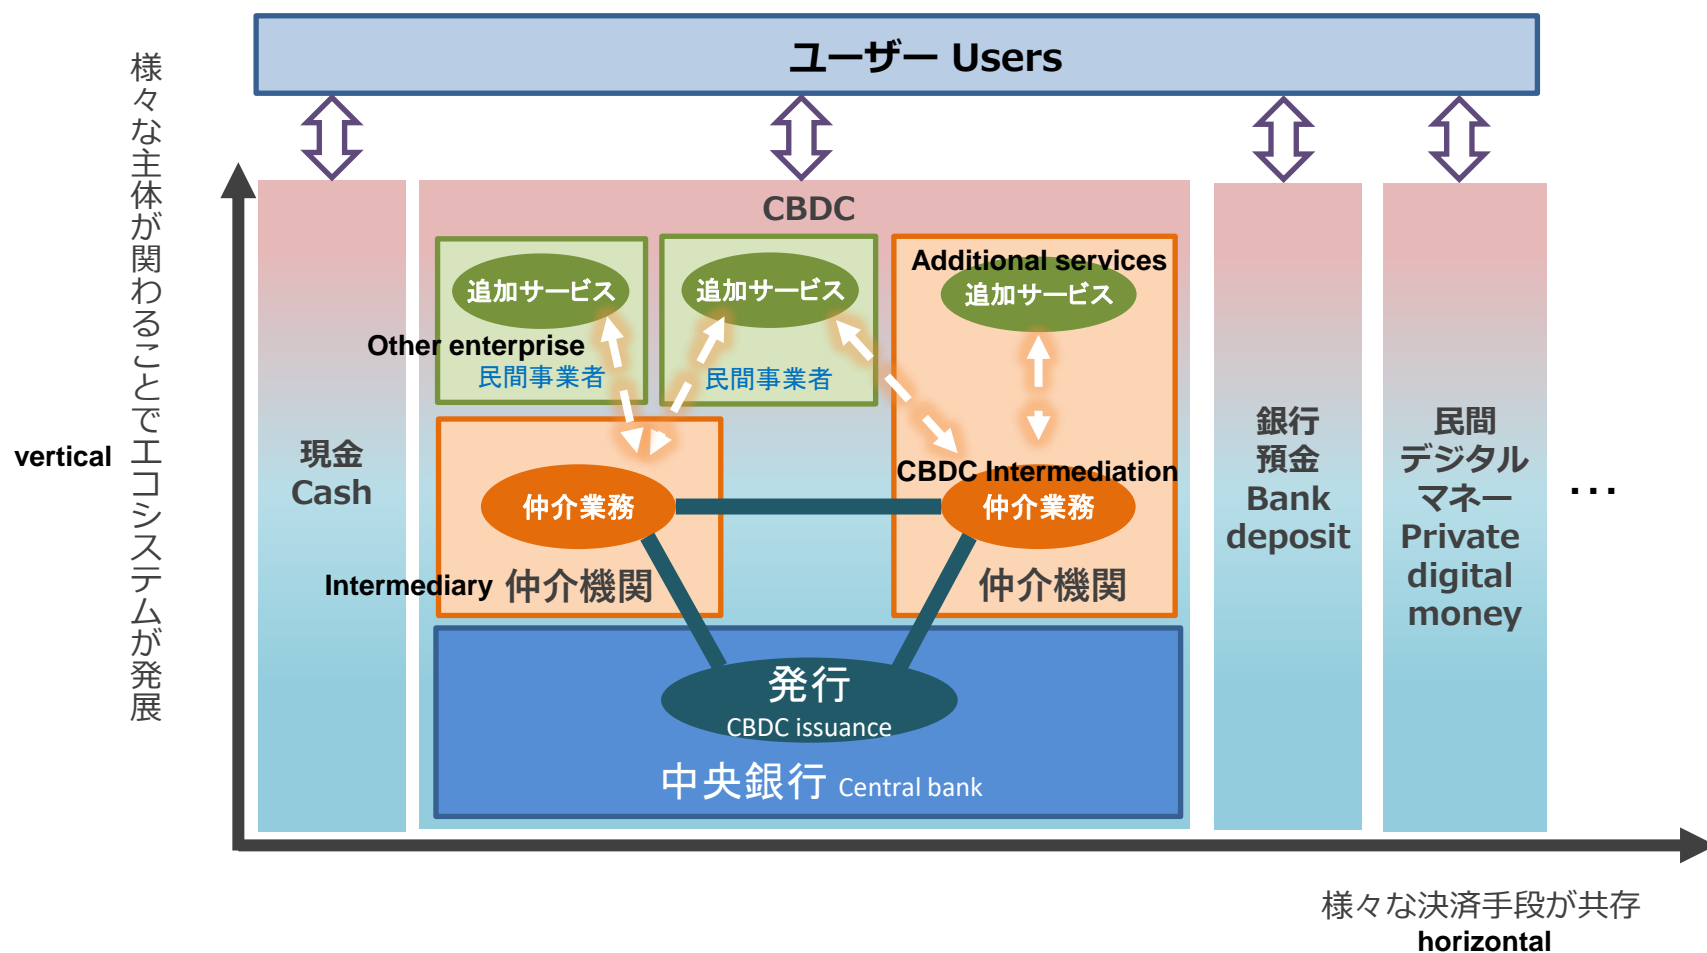 ユーザー Users
様々な主体が関わることでエコシステムが発展
vertical
現金
Cash
CBDC
追加サービス
Other enterprise
民間事業者
追加サービス
民間事業者
Additional services
追加サービス
仲介業務
Intermediary 仲介機関
CBDC Intermediation
仲介業務
仲介機関
発行
CBDC issuance
中央銀行 Central bank
銀行
預金
Bank
deposit
民間
デジタル
マネー
Private
digital
money
...
様々な決済手段が共存
horizontal